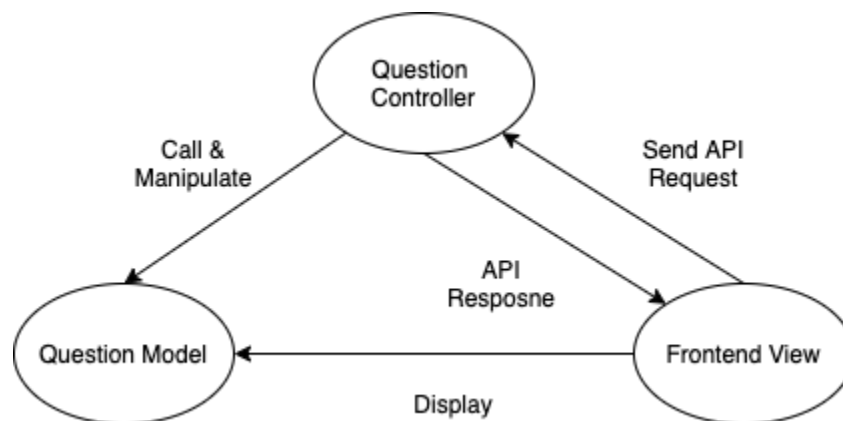 Question
Controller
Call &
Manipulate
Send API
Request
API
Resposne
Question Model
Frontend View
Display